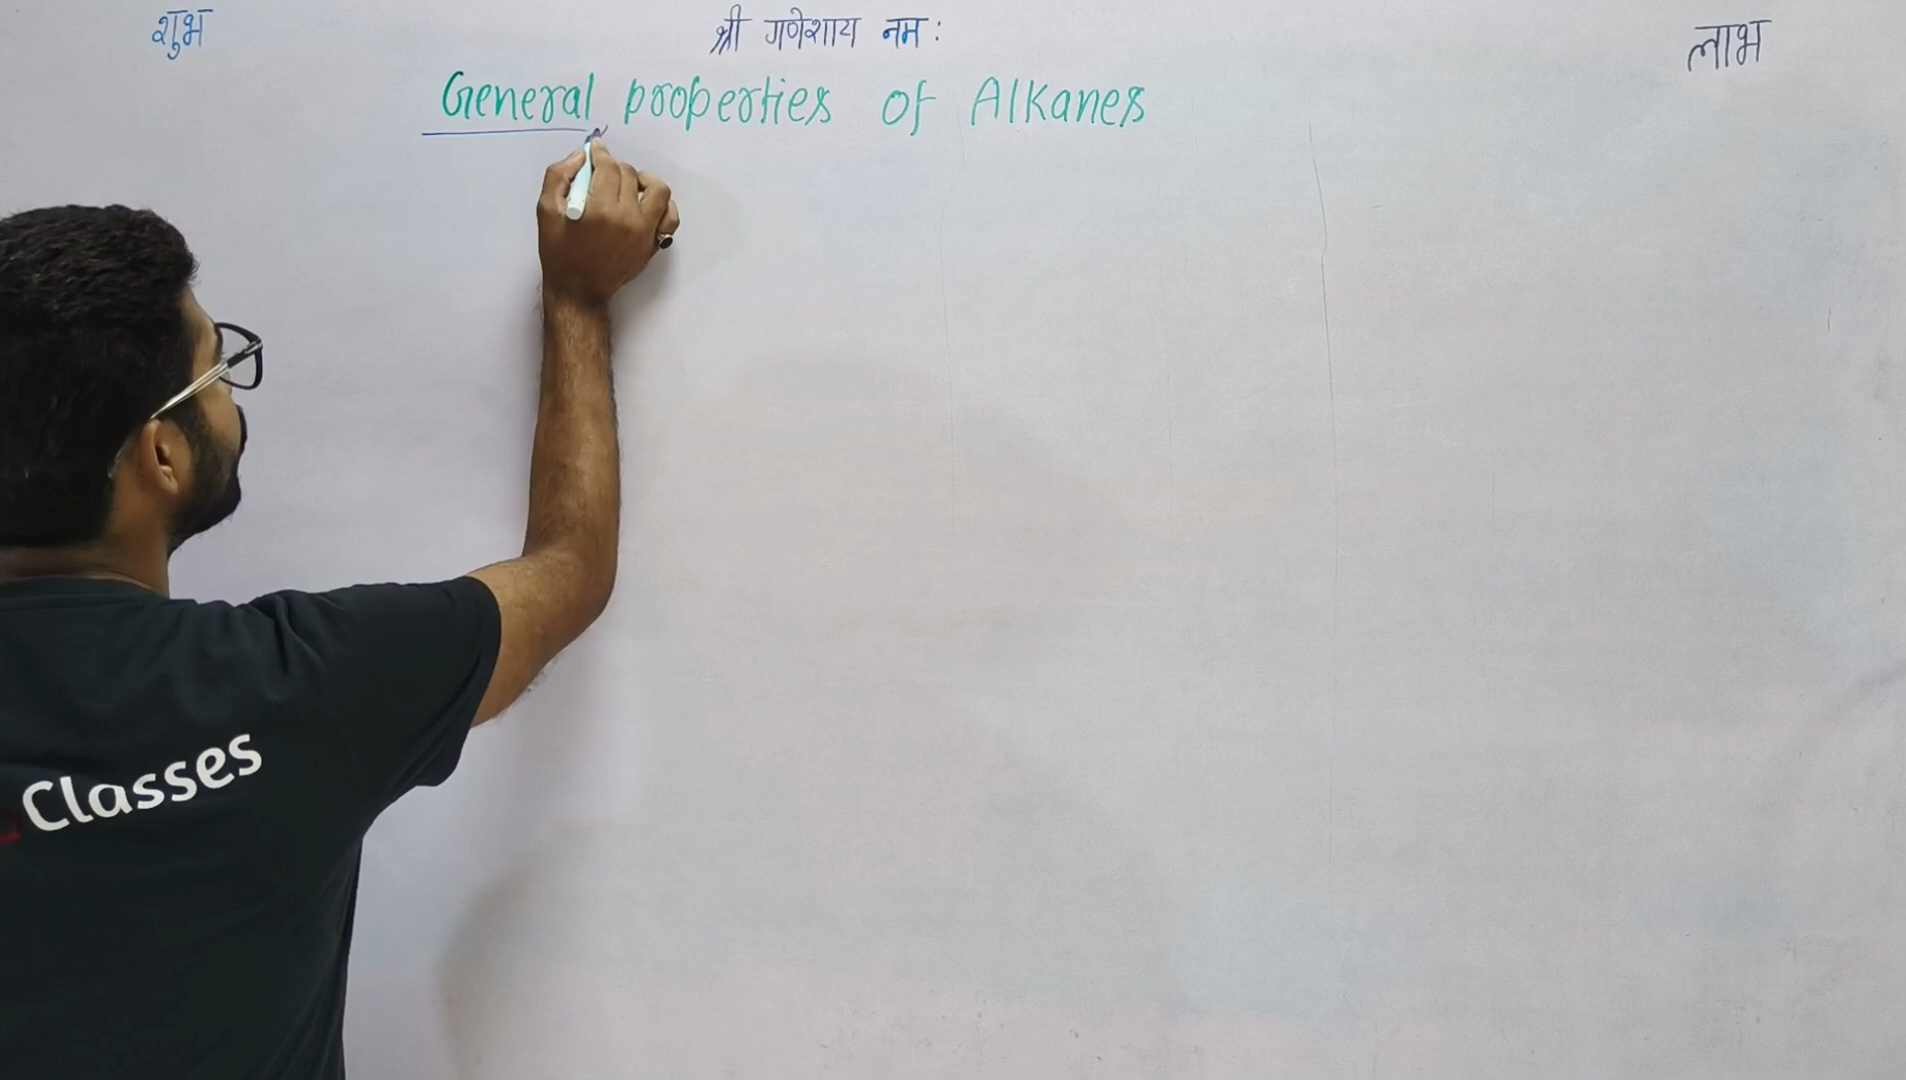 शुभ
श्री गणेशाय नमः
लाभ
General properties of Alkanes
Classes